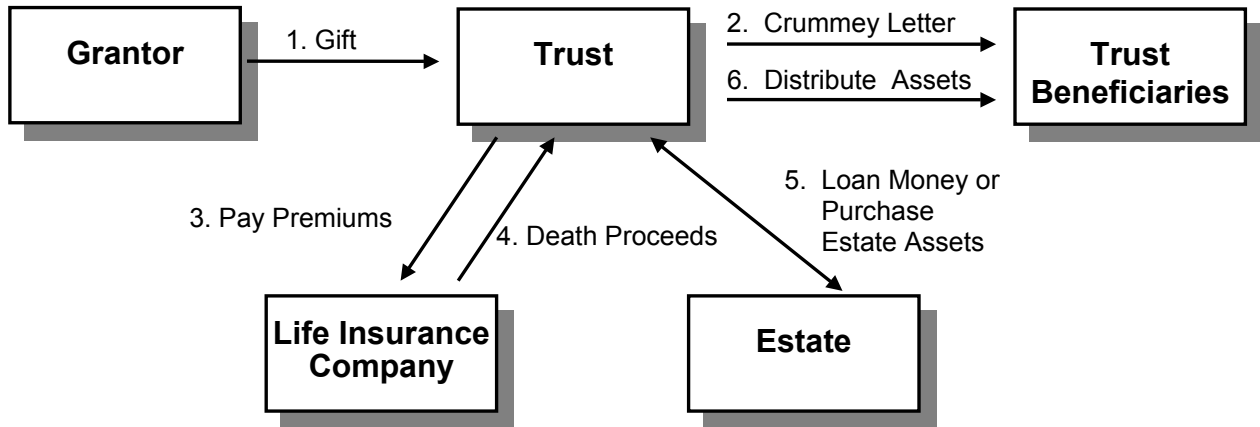 Grantor
1. Gift
Trust
2. Crummey Letter
6. Distribute Assets
Trust
Beneficiaries
3. Pay Premiums
4. Death Proceeds
5. Loan Money or
Purchase
Estate Assets
Life Insurance
Company
Estate